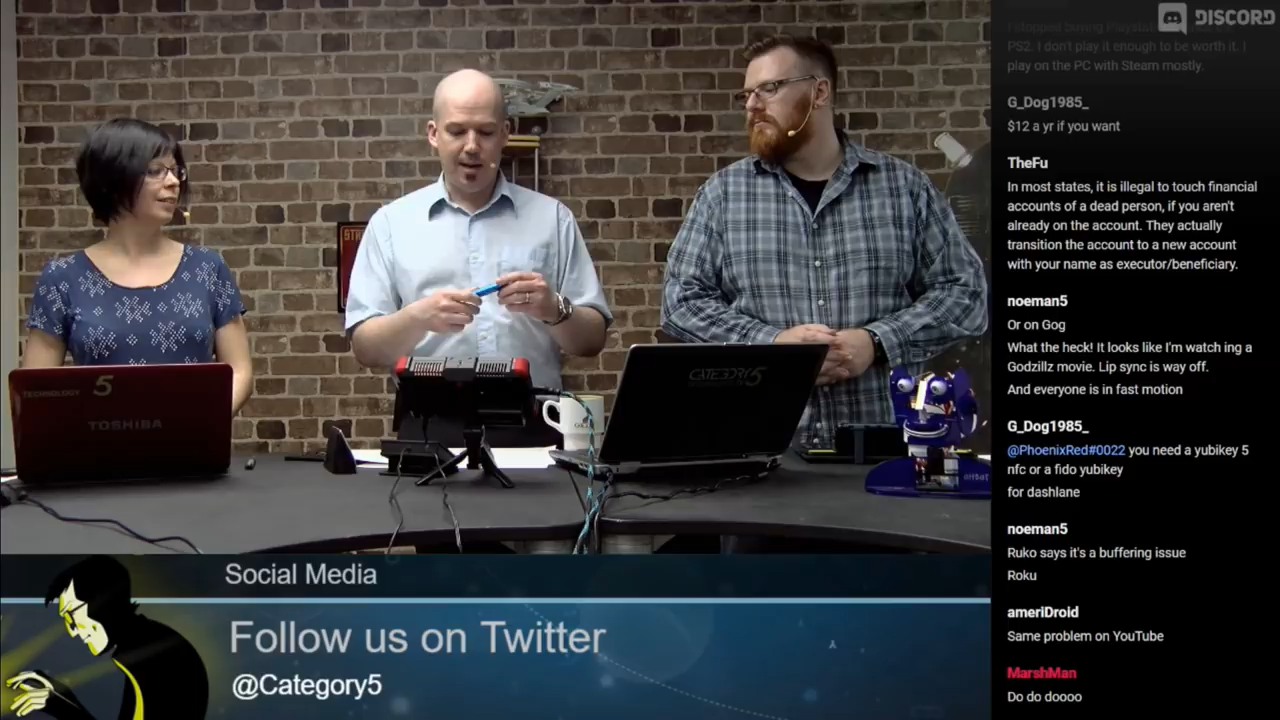 DISCORD
I stopped buying
PS2. I don't play it enough to be worth it. I
play on the PC with Steam mostly.
G_Dog1985_
$12 a yr if you want
TheFu
In most states, it is illegal to touch financial
accounts of a dead person, if you aren't
already on the account. They actually
transition the account to a new account
with your name as executor/beneficiary.
noeman5
Or on Gog
What the heck! It looks like I'm watch ing a
Godzilly movie. Lip sync is way off.
And everyone is in fast motion
G_Dog1985_
@PhoenixRed#0022 you need a yubikey 5
nfc or a fido yubikey
for dashlane
noeman5
Ruko says it's a buffering issue
Roku
ameriDroid
Same problem on YouTube
MarshMan
Do do doooo
TECHNOLOGY 5
TOSHIBA
CATEGORY5
Social Media
Follow us on Twitter
@Category5